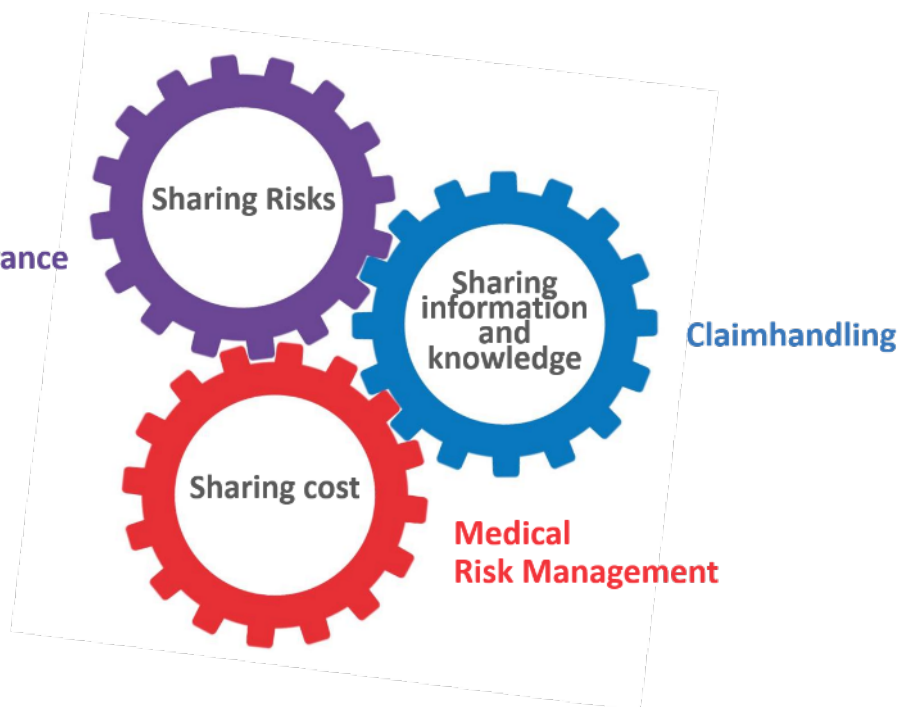 Sharing Risks
ance
Sharing
information
and
knowledge
Claimhandling
Sharing cost
Medical
Risk Management